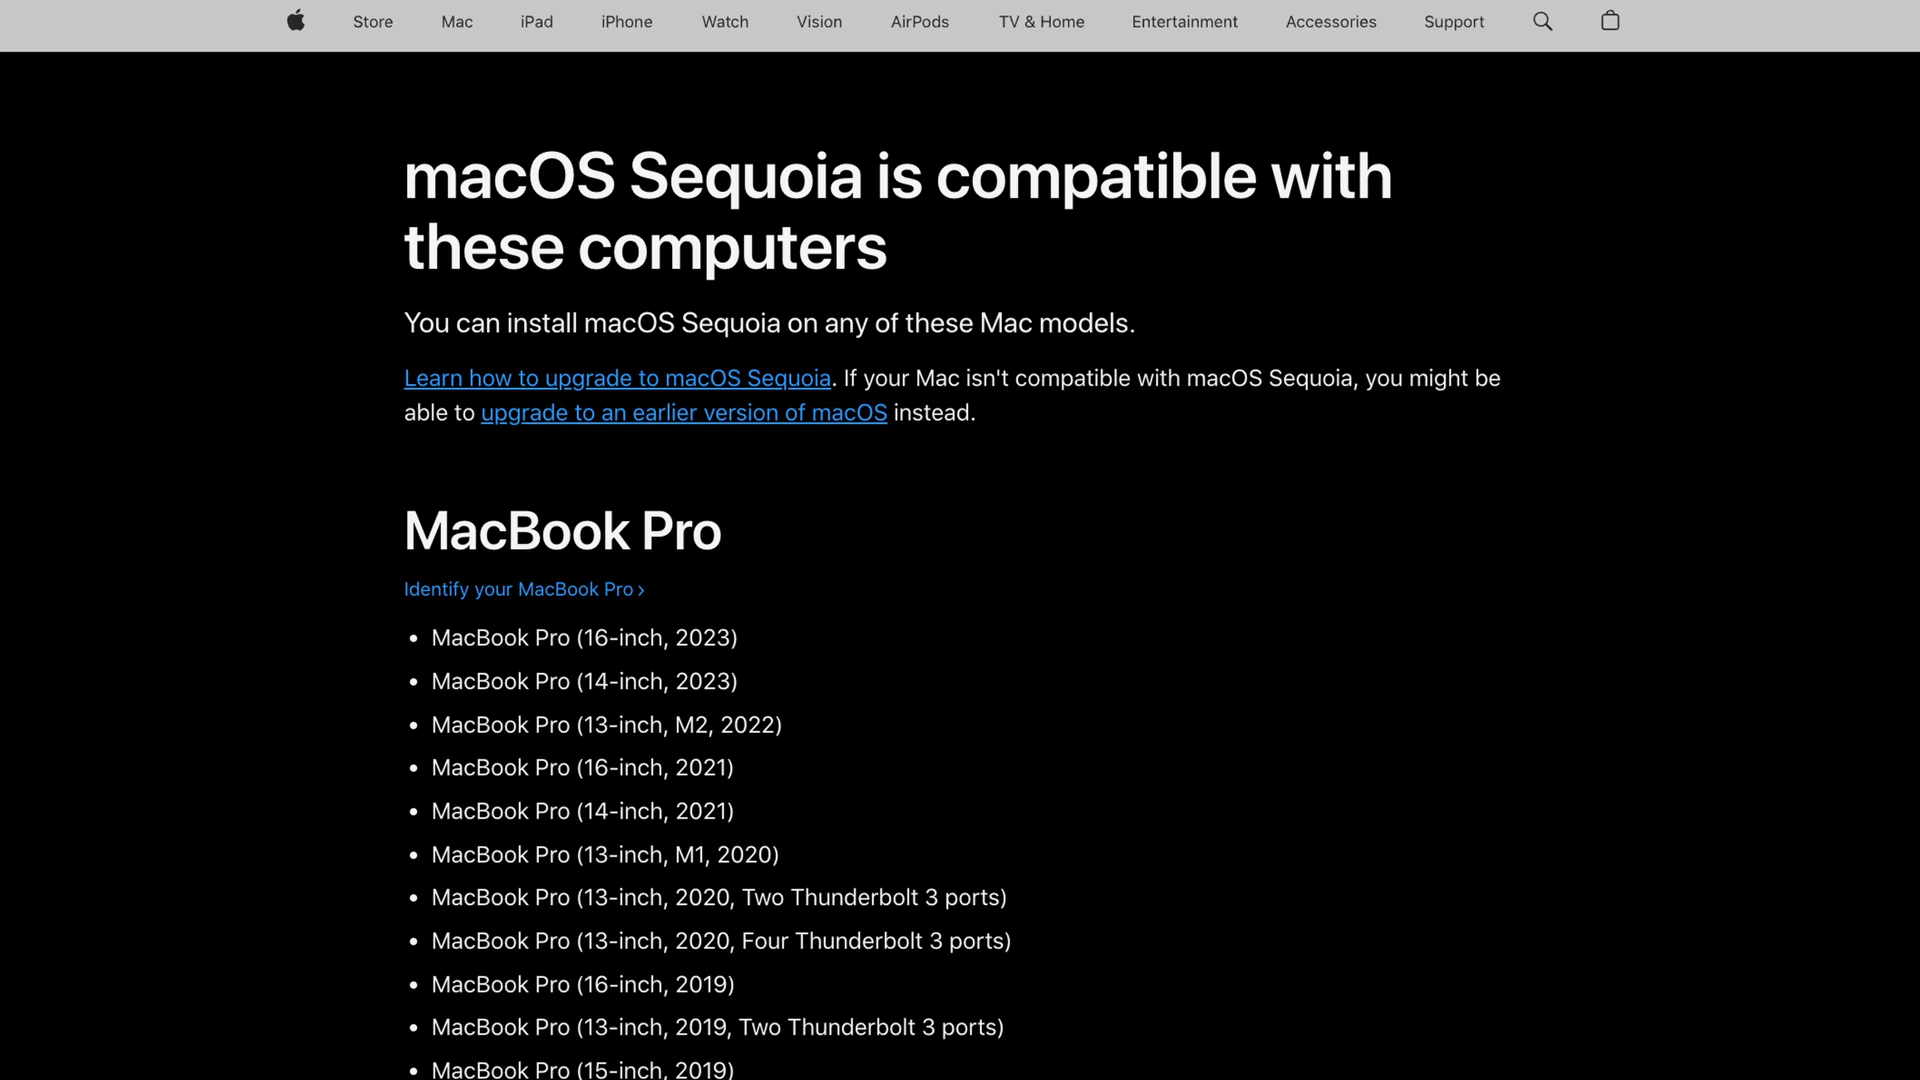 Store Mac iPad iPhone Watch Vision AirPods TV & Home Entertainment Accessories Support
macOS Sequoia is compatible with
these computers
You can install macOS Sequoia on any of these Mac models.
Learn how to upgrade to macOS Sequoia. If your Mac isn't compatible with macOS Sequoia, you might be
able to upgrade to an earlier version of macOS instead.
MacBook Pro
Identify your MacBook Pro ›
• MacBook Pro (16-inch, 2023)
• MacBook Pro (14-inch, 2023)
• MacBook Pro (13-inch, M2, 2022)
• MacBook Pro (16-inch, 2021)
• MacBook Pro (14-inch, 2021)
• MacBook Pro (13-inch, M1, 2020)
• MacBook Pro (13-inch, 2020, Two Thunderbolt 3 ports)
• MacBook Pro (13-inch, 2020, Four Thunderbolt 3 ports)
• MacBook Pro (16-inch, 2019)
• MacBook Pro (13-inch, 2019, Two Thunderbolt 3 ports)
• MacBook Pro (15-inch, 2019)